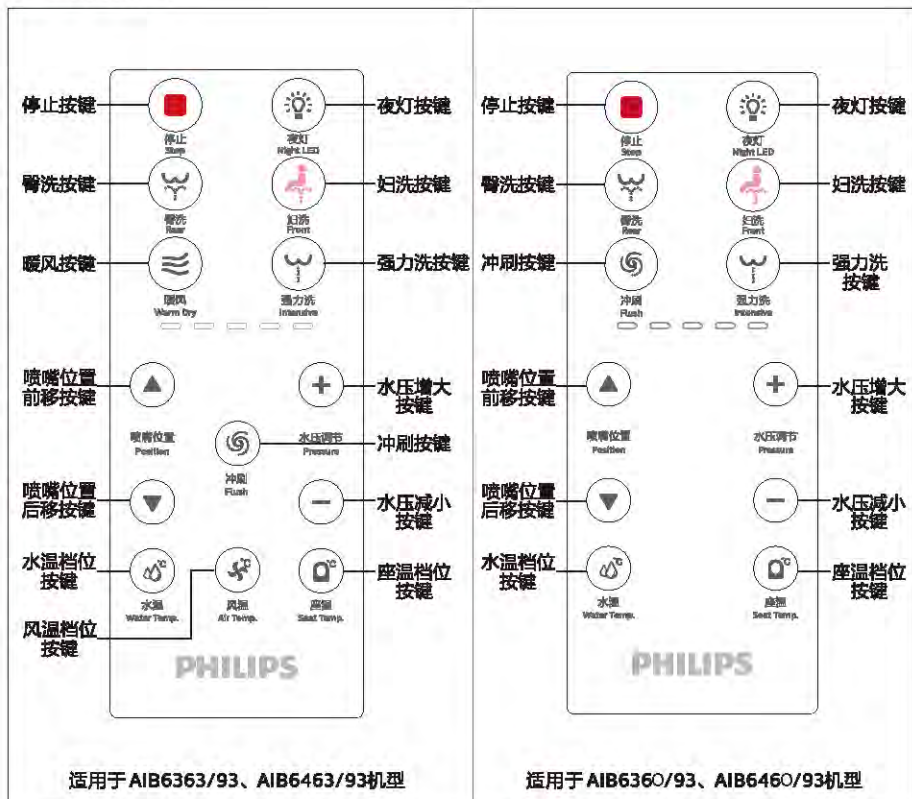 停止按键
停止
Stop
夜灯
Night LED
夜灯按键
臀洗按键
臀洗
Rear
妇洗
Front
妇洗按键
暖风按键
暖风
Warm Dry
强力洗
Intensive
强力洗按键
喷嘴位置
前移按键
喷嘴位置
Position
水压调节
Pressure
水压增大
按键
冲刷
Flush
冲刷按键
喷嘴位置
后移按键
水压减小
按键
水温档位
按键
°C
水温
Water Temp.
°C
风温
Air Temp.
°C
座温
Seat Temp.
座温档位
按键
风温档位
按键
PHILIPS
适用于AIB6363/93、AIB6463/93机型
停止按键
停止
Stop
夜灯
Night LED
夜灯按键
臀洗按键
臀洗
Rear
妇洗
Front
妇洗按键
冲刷按键
冲刷
Flush
强力洗
Intensive
强力洗
按键
喷嘴位置
前移按键
喷嘴位置
Position
水压调节
Pressure
水压增大
按键
喷嘴位置
后移按键
水压减小
按键
水温档位
按键
°C
水温
Water Temp.
°C
座温
Seat Temp.
座温档位
按键
PHILIPS
适用于AIB6360/93、AIB6460/93机型